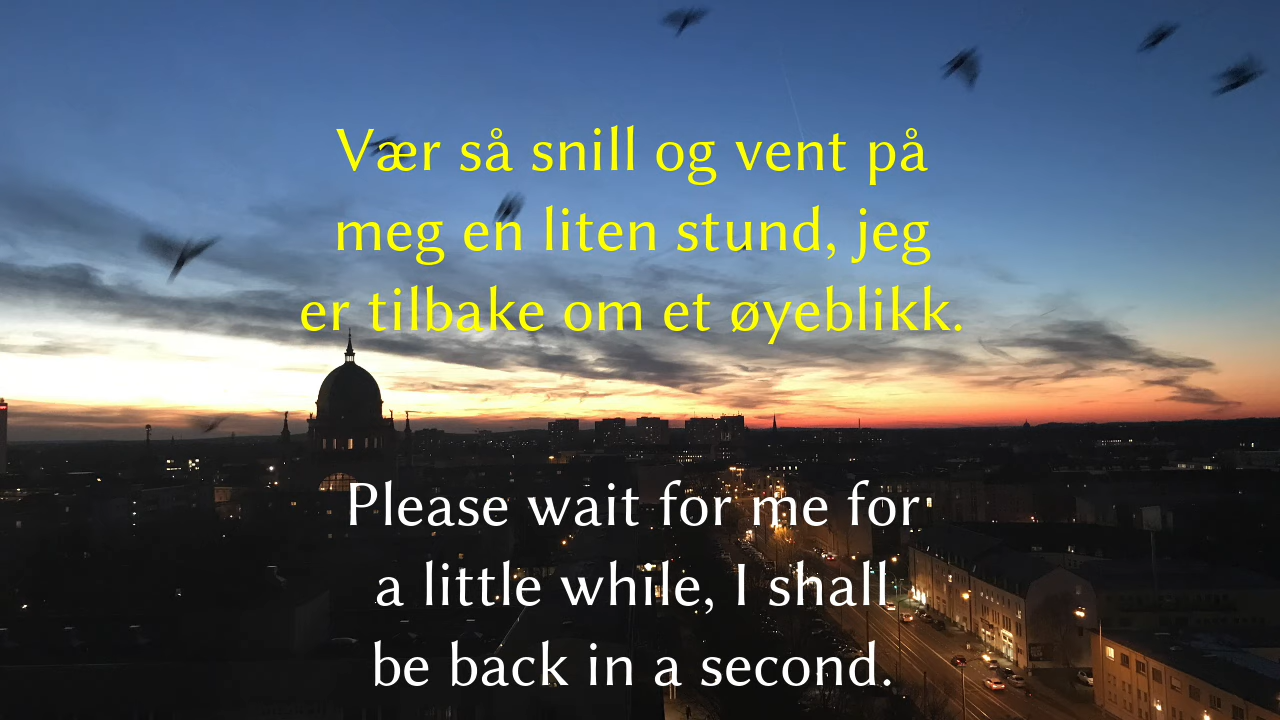 Vær så snill og vent på
meg en liten stund, jeg
er tilbake om et øyeblikk.
Please wait for me for
a little while, I shall
be back in a second.